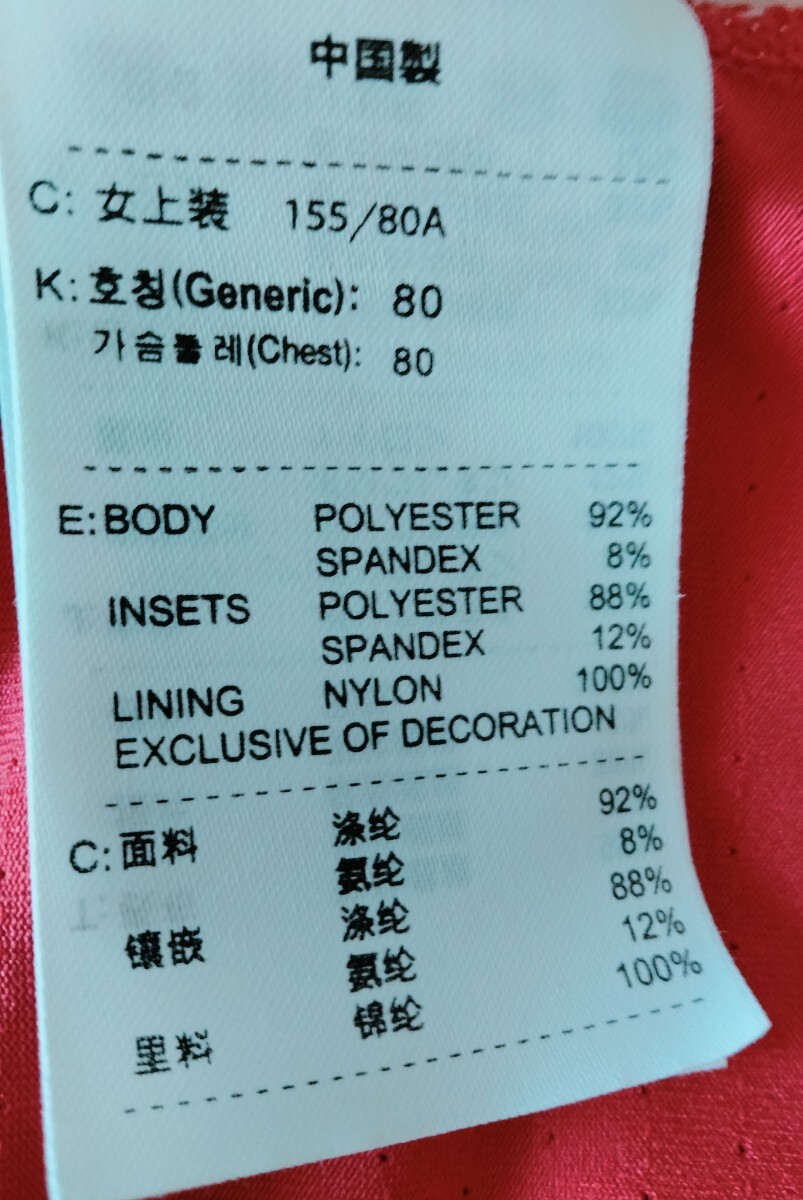 中国製
C: 女上装 155/80A
K: 호칭(Generic): 80
가슴둘레(Chest): 80
E: BODY POLYESTER 92%
SPANDEX 8%
INSETS POLYESTER 88%
SPANDEX 12%
LINING NYLON 100%
EXCLUSIVE OF DECORATION
C: 面料 涤纶 92%
氨纶 8%
镶嵌 涤纶 88%
氨纶 12%
里料 锦纶 100%